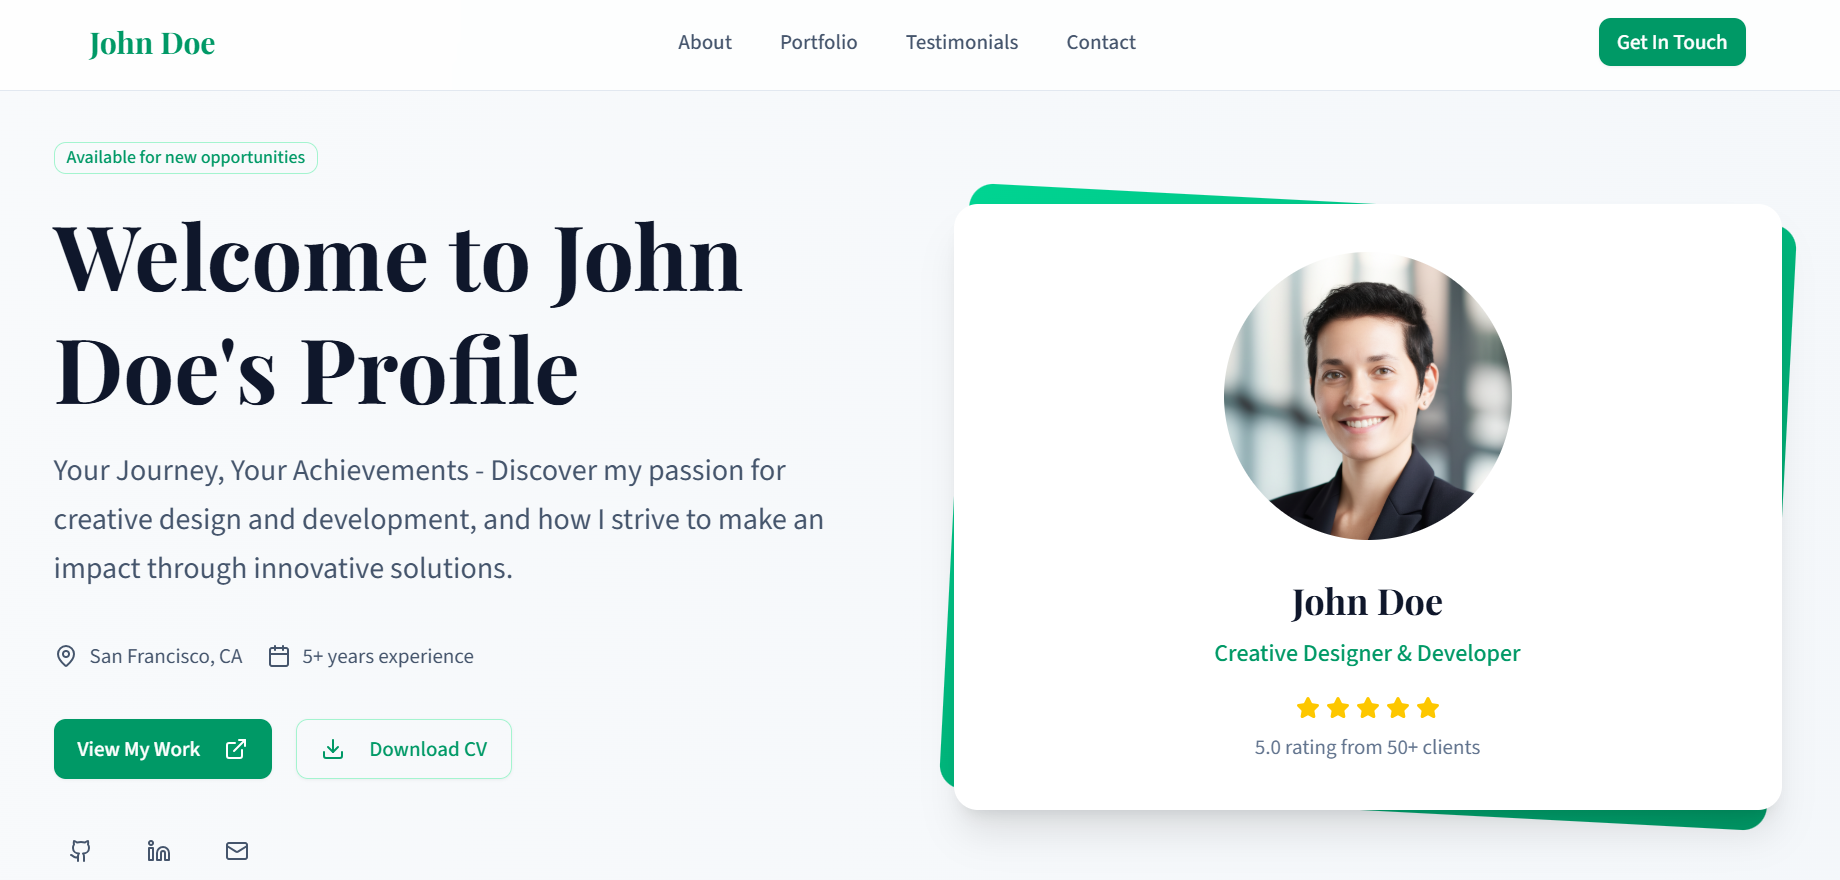 John Doe
About
Portfolio
Testimonials
Contact
Get In Touch
Available for new opportunities
Welcome to John
Doe's Profile
Your Journey, Your Achievements - Discover my passion for
creative design and development, and how I strive to make an
impact through innovative solutions.
San Francisco, CA
5+ years experience
View My Work
Download CV
John Doe
Creative Designer & Developer
5.0 rating from 50+ clients